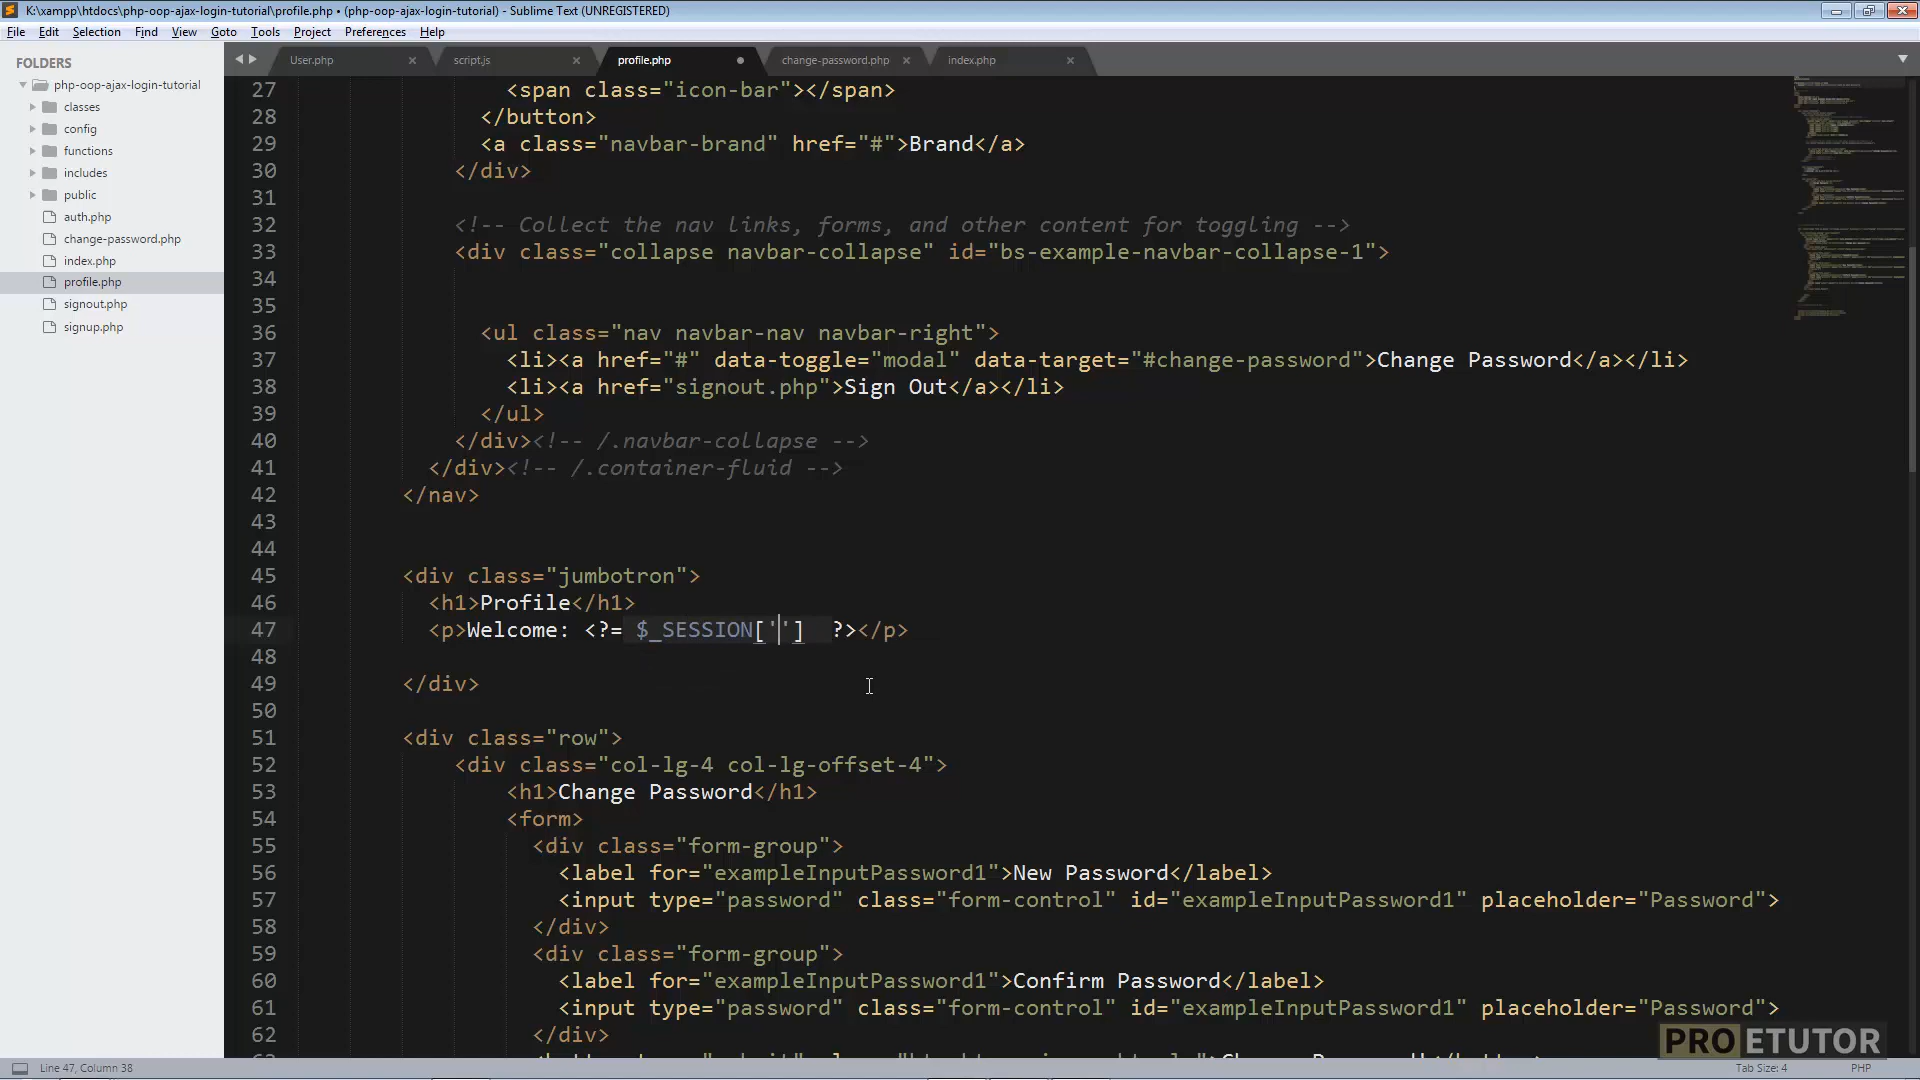 K:\xampp\htdocs\php-oop-ajax-login-tutorial\profile.php • (php-oop-ajax-login-tutorial) - Sublime Text (UNREGISTERED)
File Edit Selection Find View Goto Tools Project Preferences Help
FOLDERS
php-oop-ajax-login-tutorial
classes
config
functions
includes
public
auth.php
change-password.php
index.php
profile.php
signout.php
signup.php
User.php script.js profile.php change-password.php index.php
27 <span class="icon-bar"></span>
28 </button>
29 <a class="navbar-brand" href="#">Brand</a>
30 </div>
31
32 <!-- Collect the nav links, forms, and other content for toggling -->
33 <div class="collapse navbar-collapse" id="bs-example-navbar-collapse-1">
34
35
36 <ul class="nav navbar-nav navbar-right">
37 <li><a href="#" data-toggle="modal" data-target="#change-password">Change Password</a></li>
38 <li><a href="signout.php">Sign Out</a></li>
39 </ul>
40 </div><!-- /.navbar-collapse -->
41 </div><!-- /.container-fluid -->
42 </nav>
43
44
45 <div class="jumbotron">
46 <h1>Profile</h1>
47 <p>Welcome: <?= $_SESSION['']  ?></p>
48
49 </div>
50
51 <div class="row">
52 <div class="col-lg-4 col-lg-offset-4">
53 <h1>Change Password</h1>
54 <form>
55 <div class="form-group">
56 <label for="exampleInputPassword1">New Password</label>
57 <input type="password" class="form-control" id="exampleInputPassword1" placeholder="Password">
58 </div>
59 <div class="form-group">
60 <label for="exampleInputPassword1">Confirm Password</label>
61 <input type="password" class="form-control" id="exampleInputPassword1" placeholder="Password">
62 </div>
PROETUTOR
Line 47, Column 38
Tab Size: 4
PHP